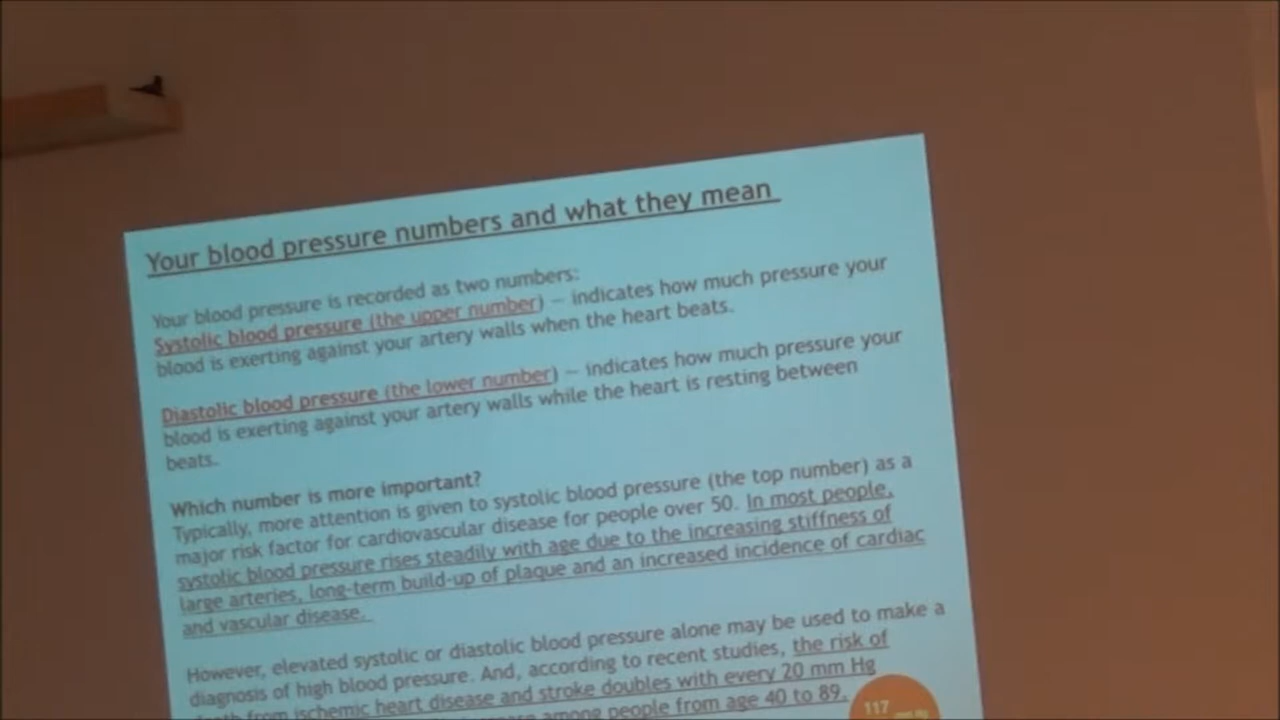 Your blood pressure numbers and what they mean
Your blood pressure is recorded as two numbers:
Systolic blood pressure (the upper number) — indicates how much pressure your
blood is exerting against your artery walls when the heart beats.
Diastolic blood pressure (the lower number) — indicates how much pressure your
blood is exerting against your artery walls while the heart is resting between
beats.
Which number is more important?
Typically, more attention is given to systolic blood pressure (the top number) as a
major risk factor for cardiovascular disease for people over 50. In most people,
systolic blood pressure rises steadily with age due to the increasing stiffness of
large arteries, long-term build-up of plaque and an increased incidence of cardiac
and vascular disease.
However, elevated systolic or diastolic blood pressure alone may be used to make a
diagnosis of high blood pressure. And, according to recent studies, the risk of
death from ischemic heart disease and stroke doubles with every 20 mm Hg
among people from age 40 to 89.
117